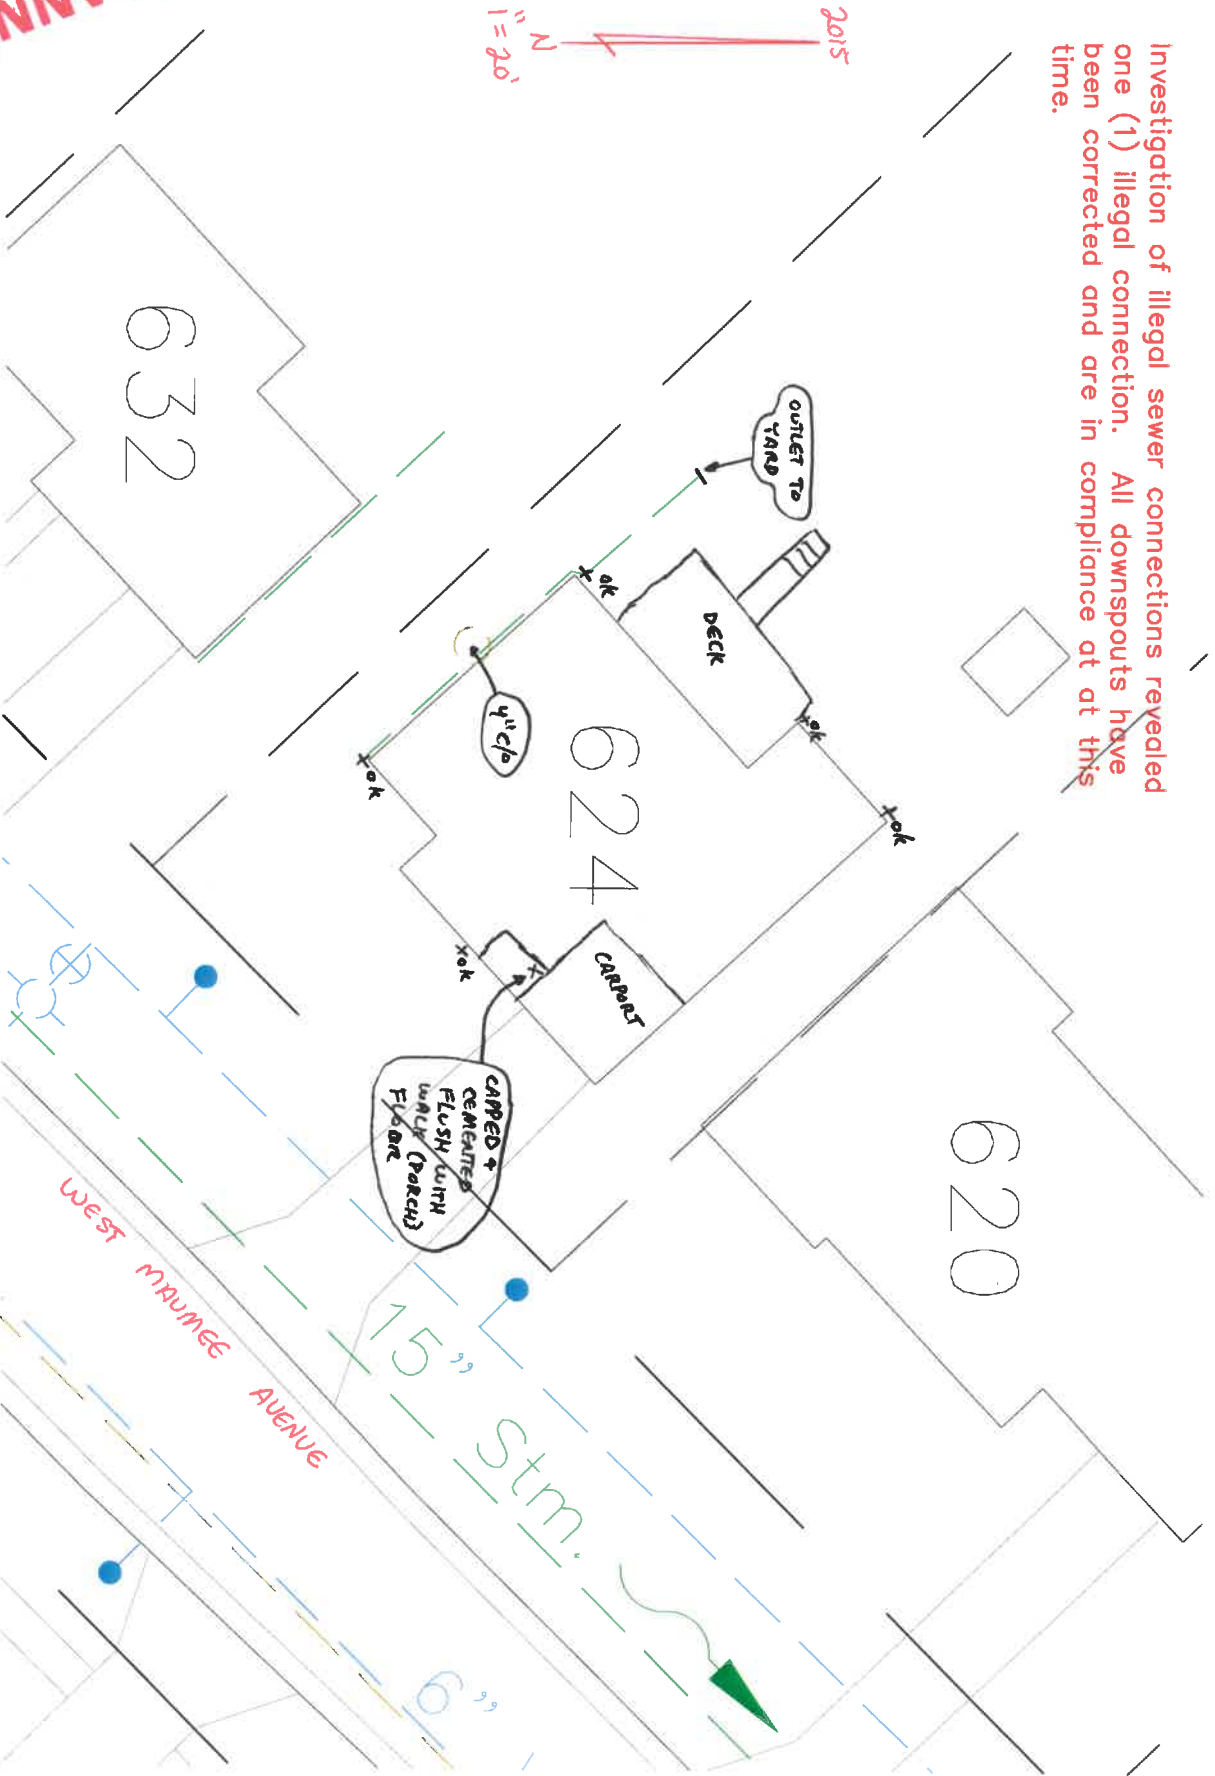 Investigation of illegal sewer connections revealed
one (1) illegal connection. All downspouts have
been corrected and are in compliance at at this
time.
2015
N
1" = 20'
OUTLET TO
YARD
DECK
ok
ok
ok
ok
ok
4" c/o
632
624
620
CARPORT
CAPPED &
CEMENTED
FLUSH WITH
WALK (PORCH)
FLOOR
15" Stm.
6"
WEST MAUMEE AVENUE